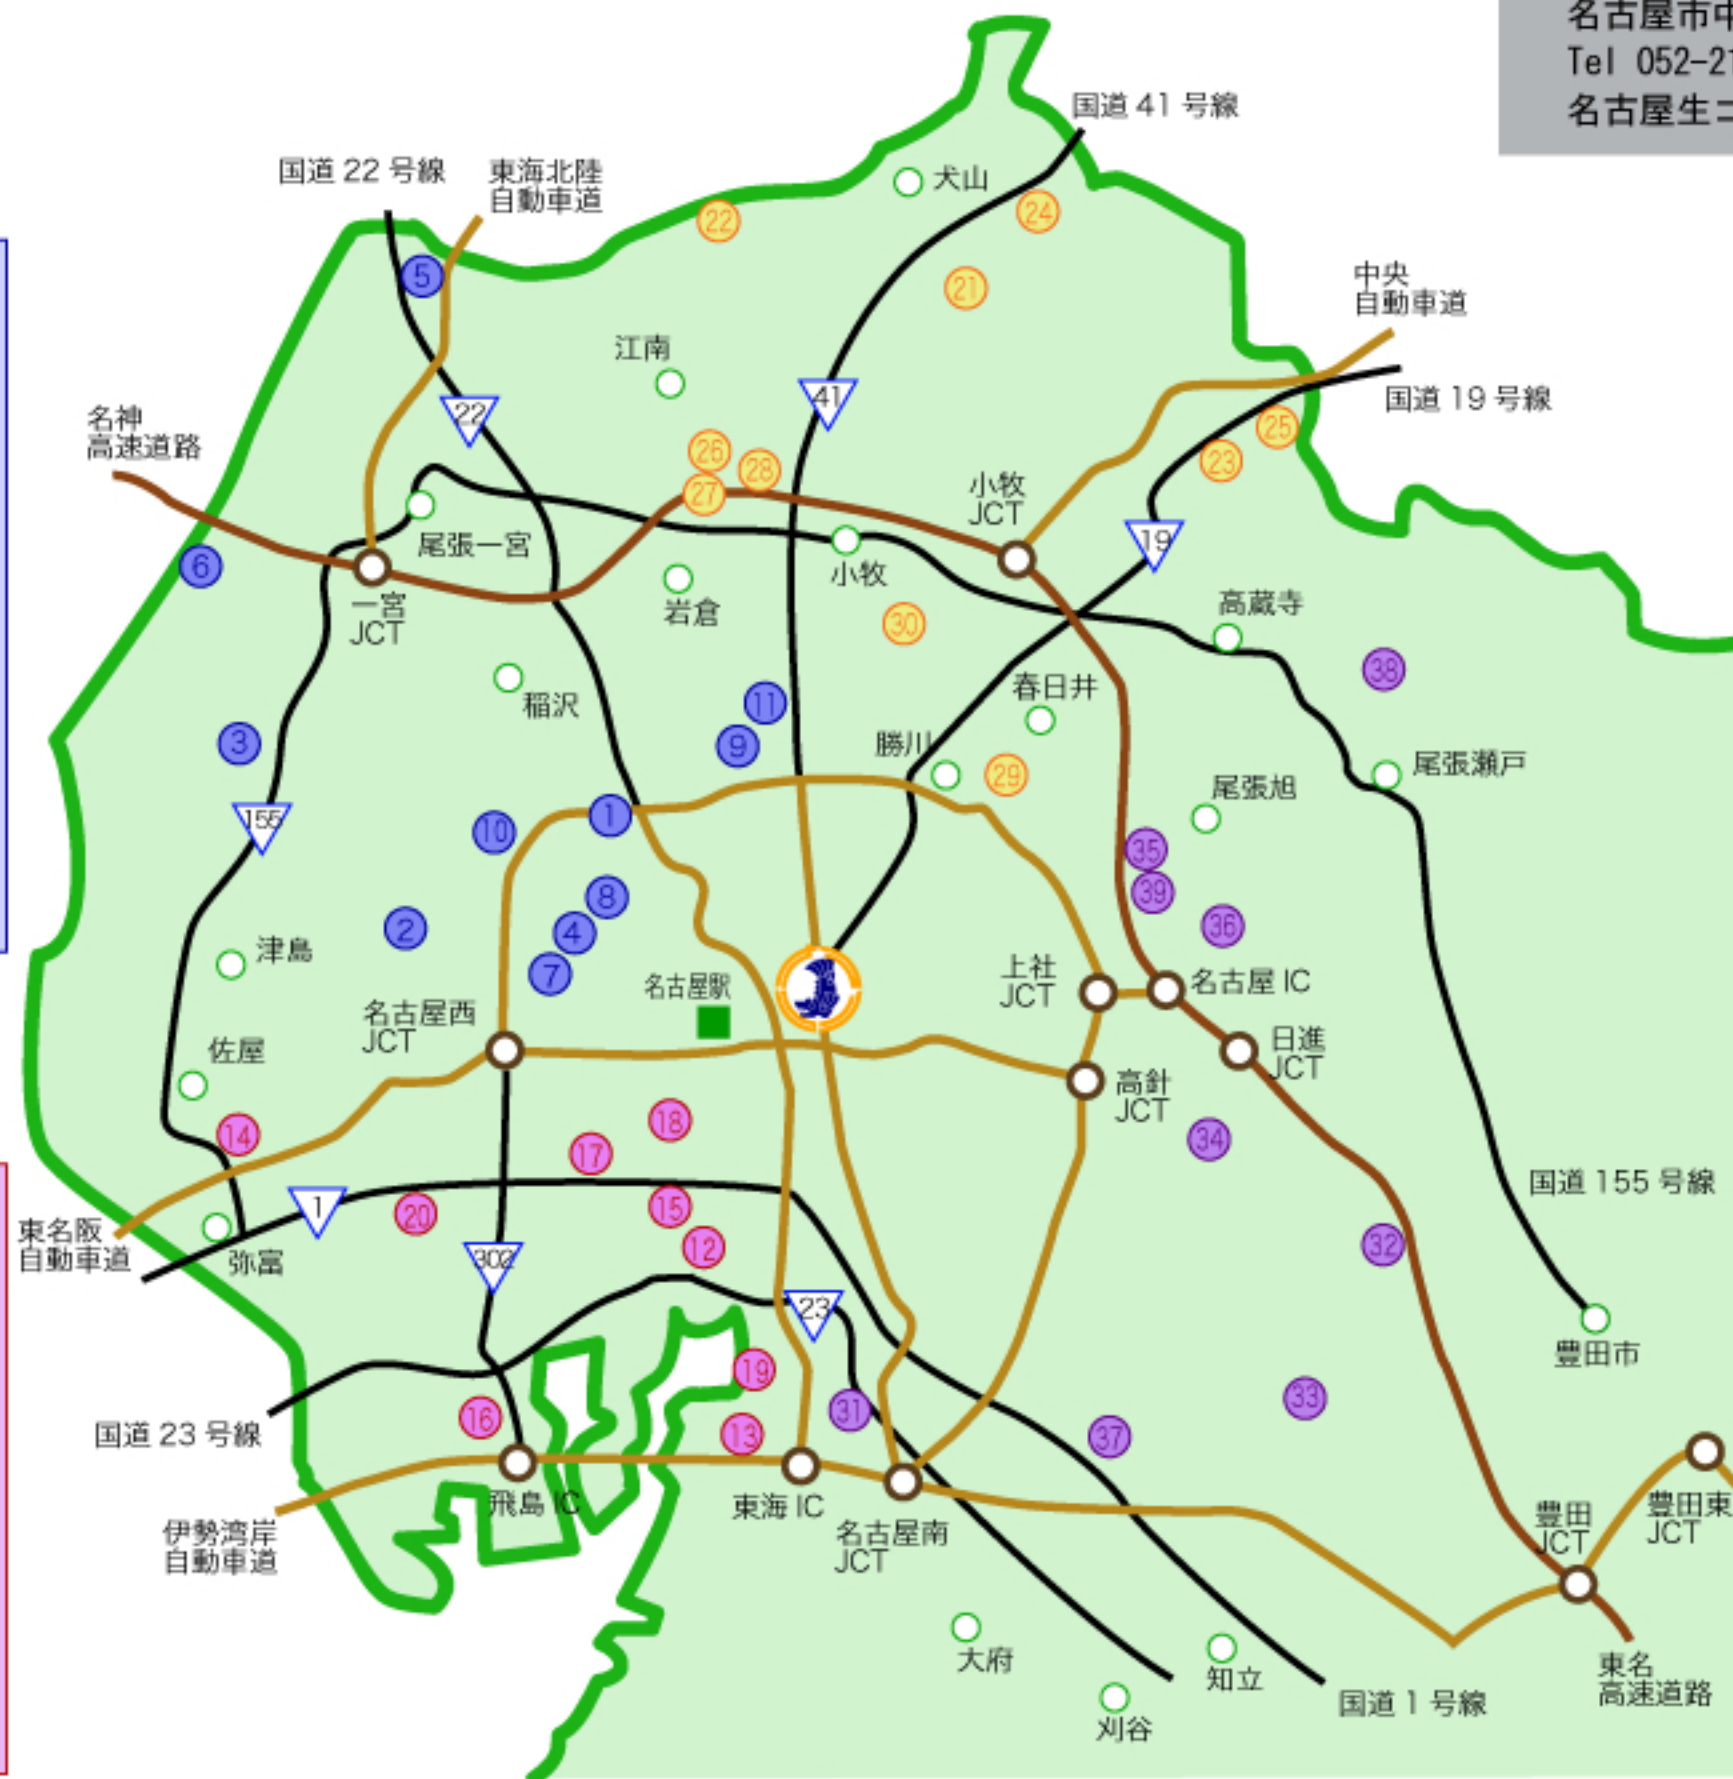 名古屋市中
Tel 052-21
名古屋生コ
国道 41 号線
国道 22 号線
東海北陸
自動車道
犬山
22
24
5
21
中央
自動車道
江南
国道 19 号線
22
41
名神
高速道路
25
26
28
23
27
小牧
JCT
尾張一宮
19
6
小牧
一宮
JCT
岩倉
高蔵寺
30
38
稲沢
春日井
11
3
9
勝川
29
尾張瀬戸
尾張旭
155
10
1
35
39
8
2
4
36
津島
7
名古屋駅
上社
JCT
名古屋 IC
名古屋西
JCT
佐屋
日進
JCT
高針
JCT
14
18
34
17
国道 155 号線
1
20
15
東名阪
自動車道
12
32
弥富
302
23
豊田市
19
33
16
31
国道 23 号線
13
37
飛島 IC
東海 IC
伊勢湾岸
自動車道
名古屋南
JCT
豊田
JCT
豊田東
JCT
大府
知立
東名
高速道路
国道 1 号線
刈谷